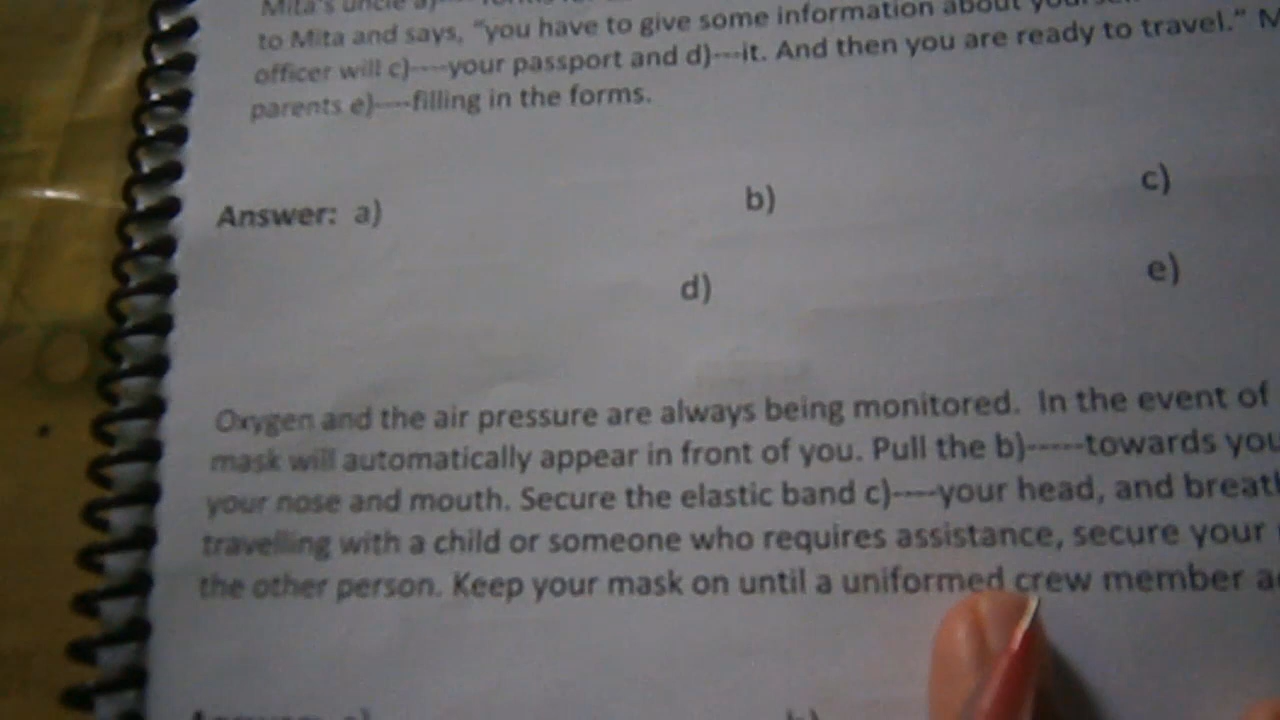 Mita's uncle a)----
to Mita and says, "you have to give some information about
officer will c)----your passport and d)---it. And then you are ready to travel." M
parents e)----filling in the forms.
Answer: a) b) c)
d) e)
Oxygen and the air pressure are always being monitored. In the event of
mask will automatically appear in front of you. Pull the b)-----towards you
your nose and mouth. Secure the elastic band c)----your head, and breath
travelling with a child or someone who requires assistance, secure your
the other person. Keep your mask on until a uniformed crew member